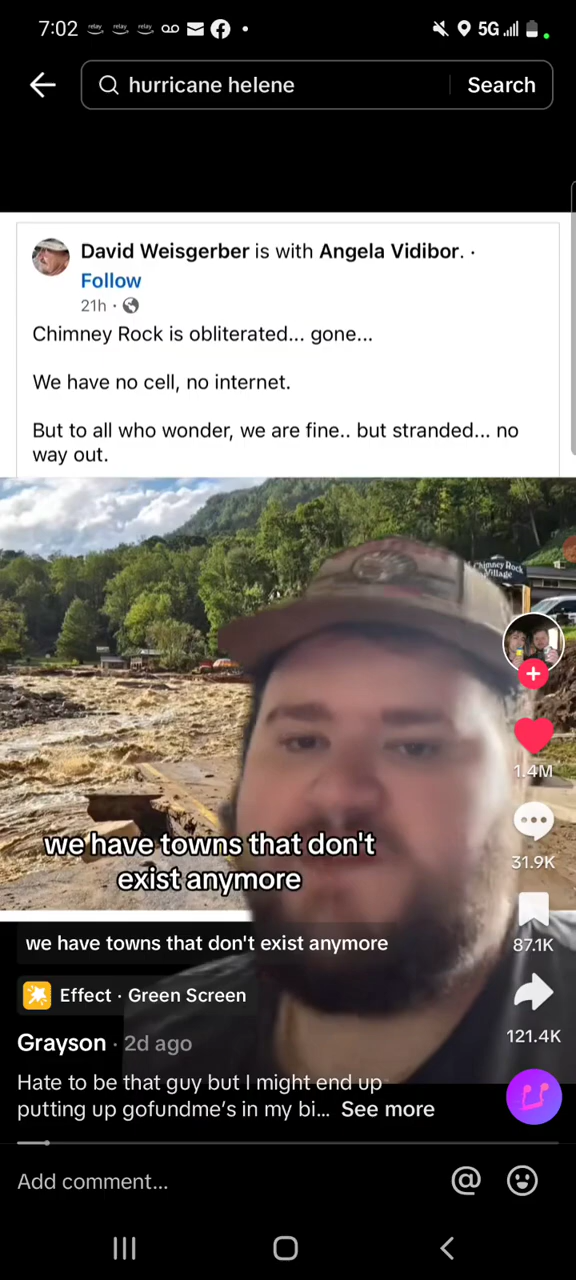 7:02
relay relay relay
5G
hurricane helene
Search
David Weisgerber is with Angela Vidibor. ·
Follow
21h ·
Chimney Rock is obliterated... gone...
We have no cell, no internet.
But to all who wonder, we are fine.. but stranded... no
way out.
Chimney Rock
Village
1.4M
31.9K
we have towns that don't
exist anymore
87.1K
we have towns that don't exist anymore
Effect · Green Screen
121.4K
Grayson · 2d ago
Hate to be that guy but I might end up
putting up gofundme's in my bi... See more
Add comment...
@